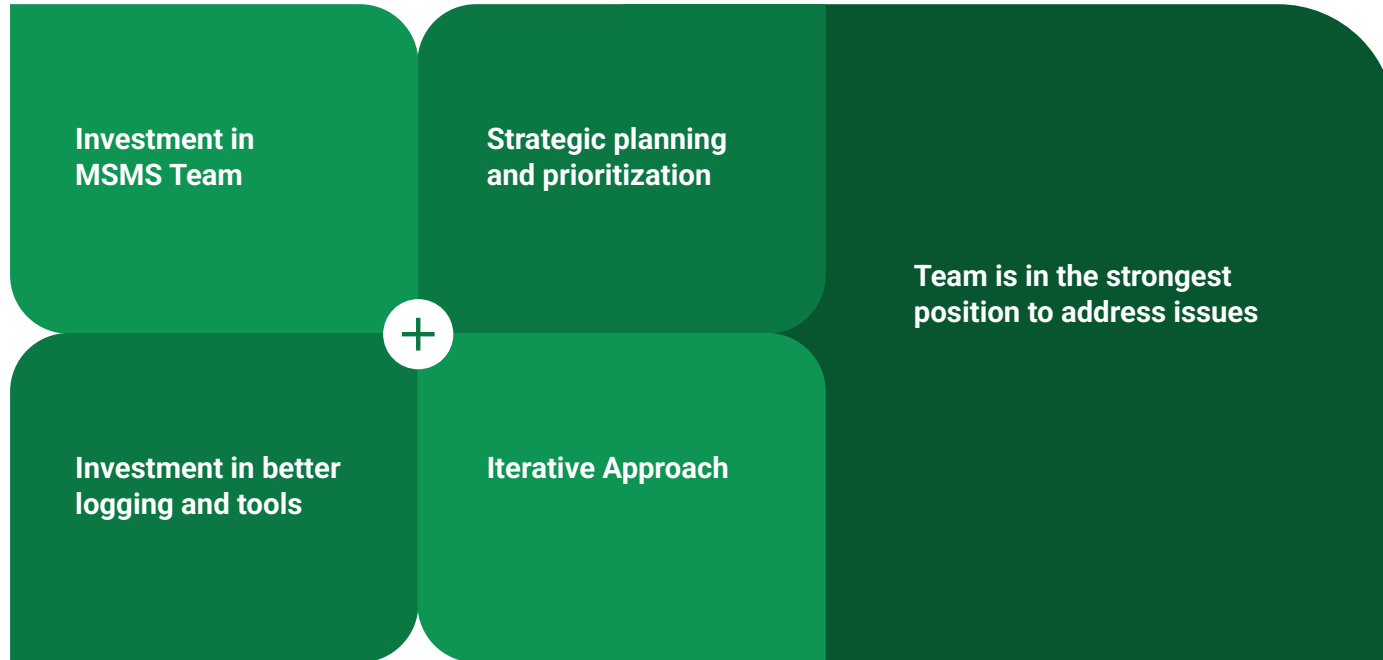 Investment in
MSMS Team
Strategic planning
and prioritization
Team is in the strongest
position to address issues
Investment in better
logging and tools
Iterative Approach